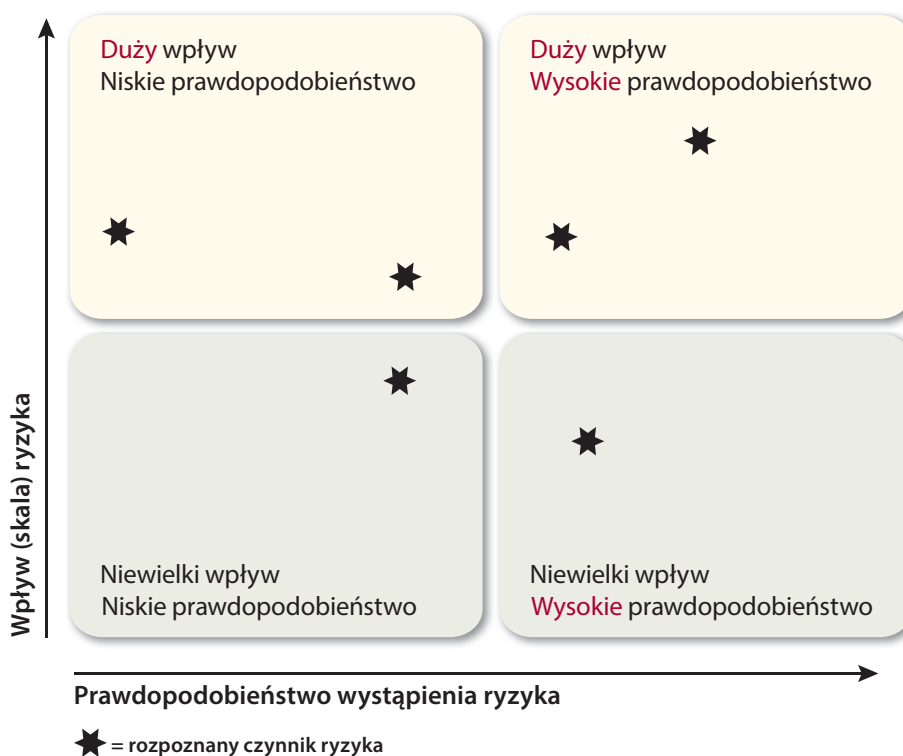 Duży wpływ
Niskie prawdopodobieństwo
Duży wpływ
Wysokie prawdopodobieństwo
Wpływ (skala) ryzyka
Niewielki wpływ
Niskie prawdopodobieństwo
Niewielki wpływ
Wysokie prawdopodobieństwo
Prawdopodobieństwo wystąpienia ryzyka
= rozpoznany czynnik ryzyka